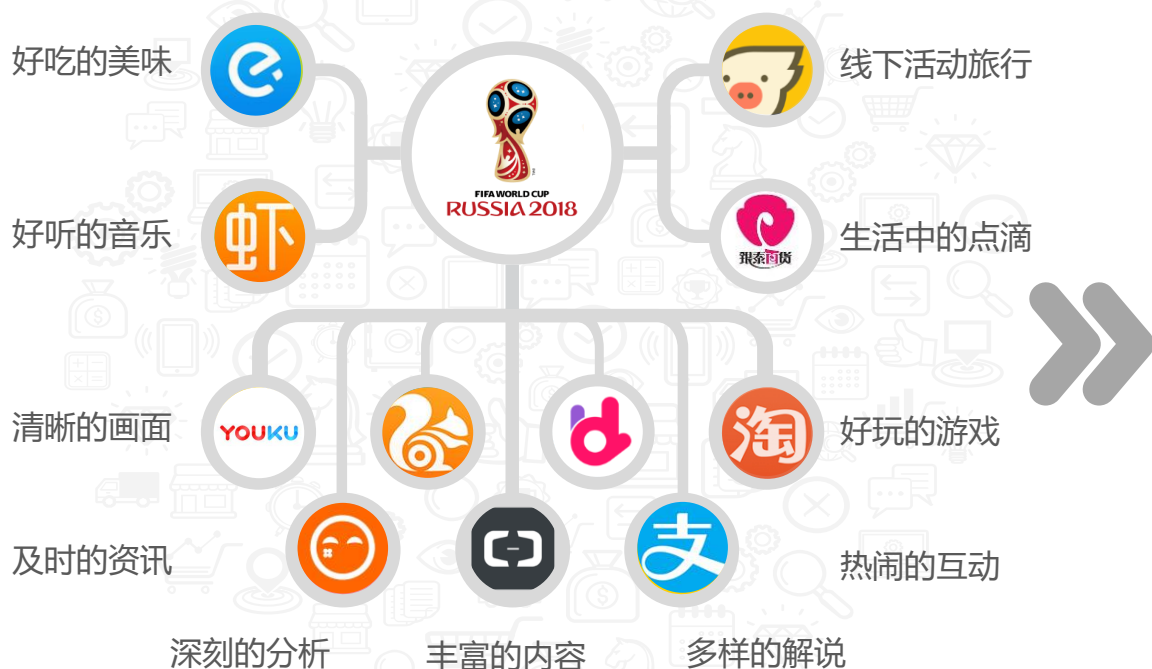 好吃的美味
线下活动旅行
FIFA WORLD CUP
RUSSIA 2018
好听的音乐
虾
生活中的点滴
银泰百货
清晰的画面
YOUKU
淘
好玩的游戏
及时的资讯
支
热闹的互动
深刻的分析
丰富的内容
多样的解说